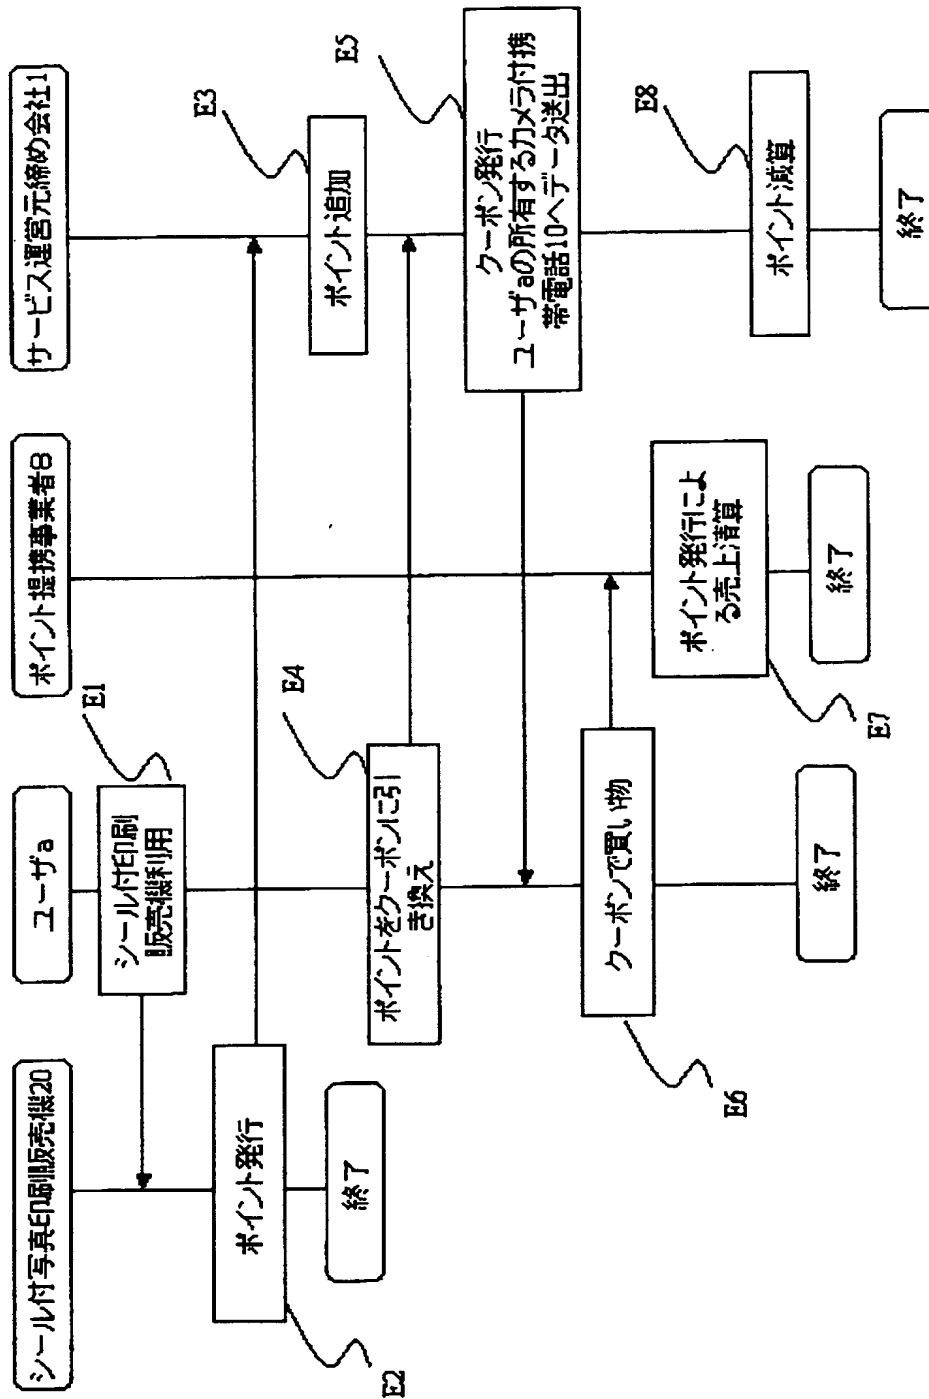 シール付写真印刷販売機20
ユーザa
ポイント提携事業者8
サービス運営元締め会社1
シール付印刷
販売機利用
E1
ポイント発行
E2
終了
ポイント追加
E3
ポイントをクーポンに引
き換え
E4
クーポン発行
ユーザaの所有するカメラ付携
帯電話10へデータ送出
E5
クーポンで買い物
E6
終了
ポイント発行によ
る売上清算
E7
終了
ポイント減算
E8
終了